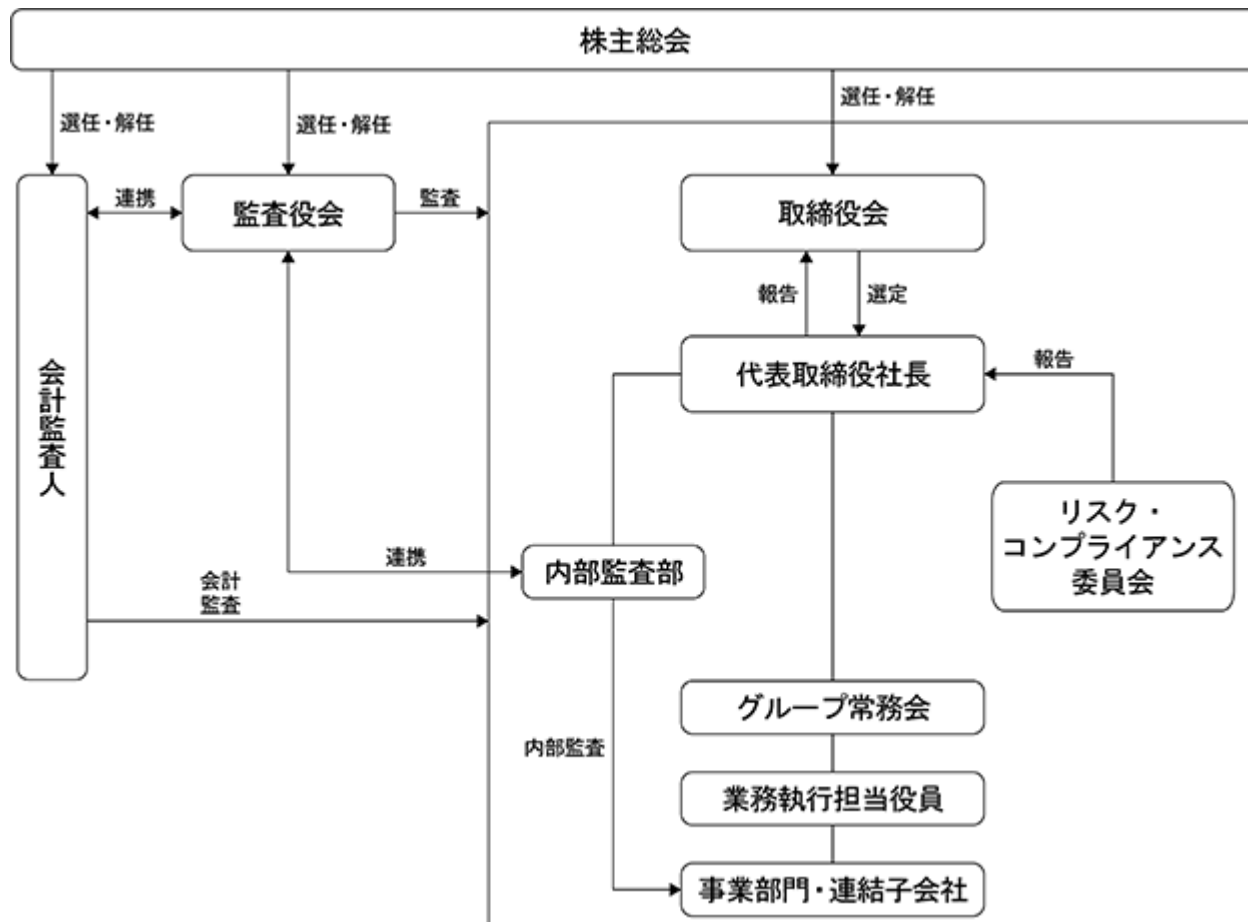 株主総会
選任・解任
選任・解任
選任・解任
連携
監査役会
監査
取締役会
報告
選定
代表取締役社長
報告
会計監査人
リスク・
コンプライアンス
委員会
連携
内部監査部
会計
監査
グループ常務会
内部監査
業務執行担当役員
事業部門・連結子会社